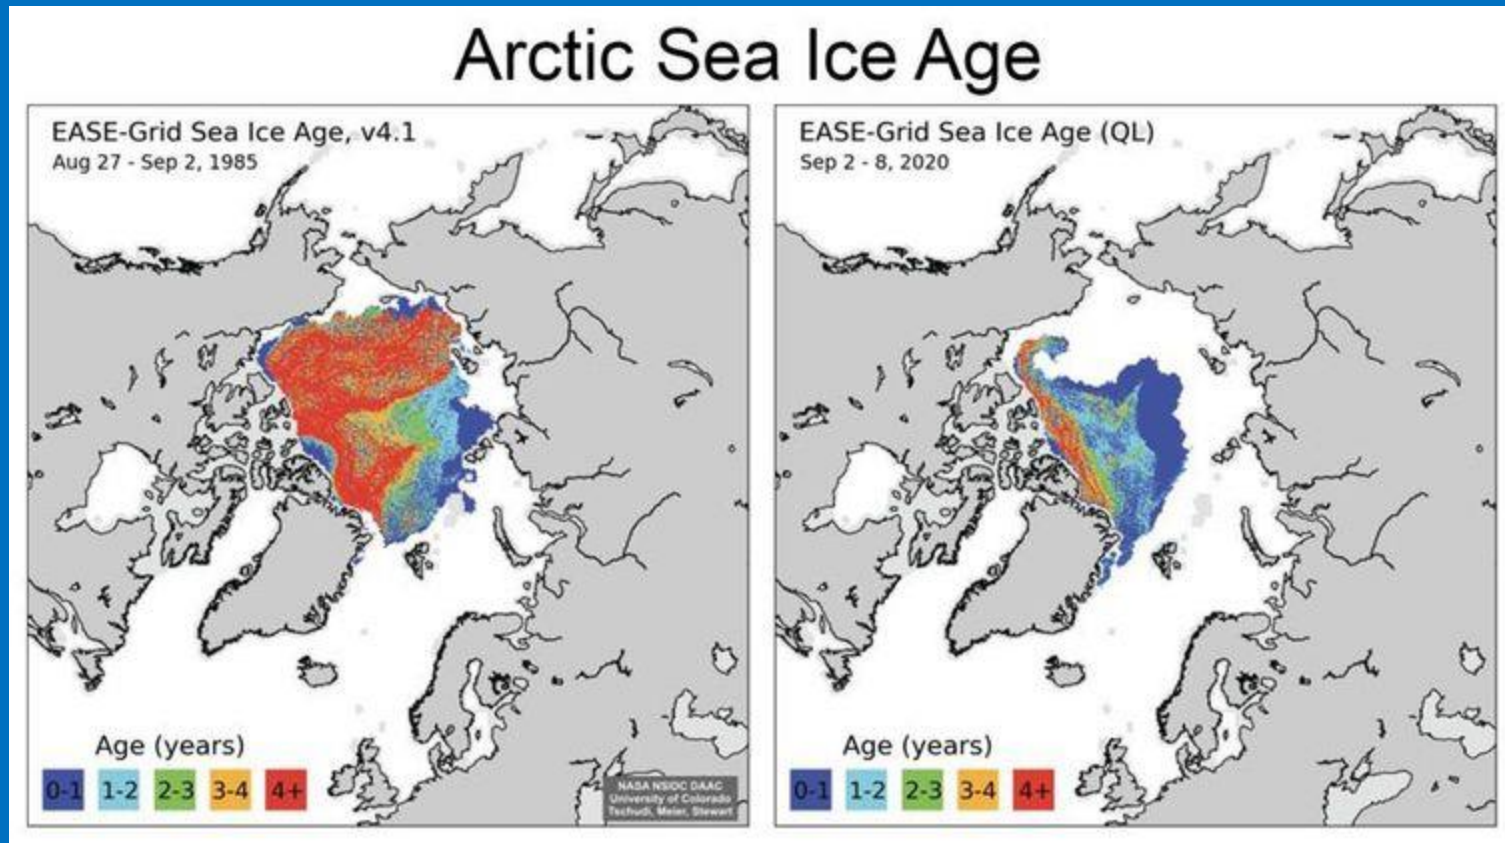 Arctic Sea Ice Age
EASE-Grid Sea Ice Age, v4.1
Aug 27 - Sep 2, 1985
Age (years)
0-1 1-2 2-3 3-4 4+
NASA NSIDC DAAC
University of Colorado
Tschudi, Meier, Stewart
EASE-Grid Sea Ice Age (QL)
Sep 2 - 8, 2020
Age (years)
0-1 1-2 2-3 3-4 4+